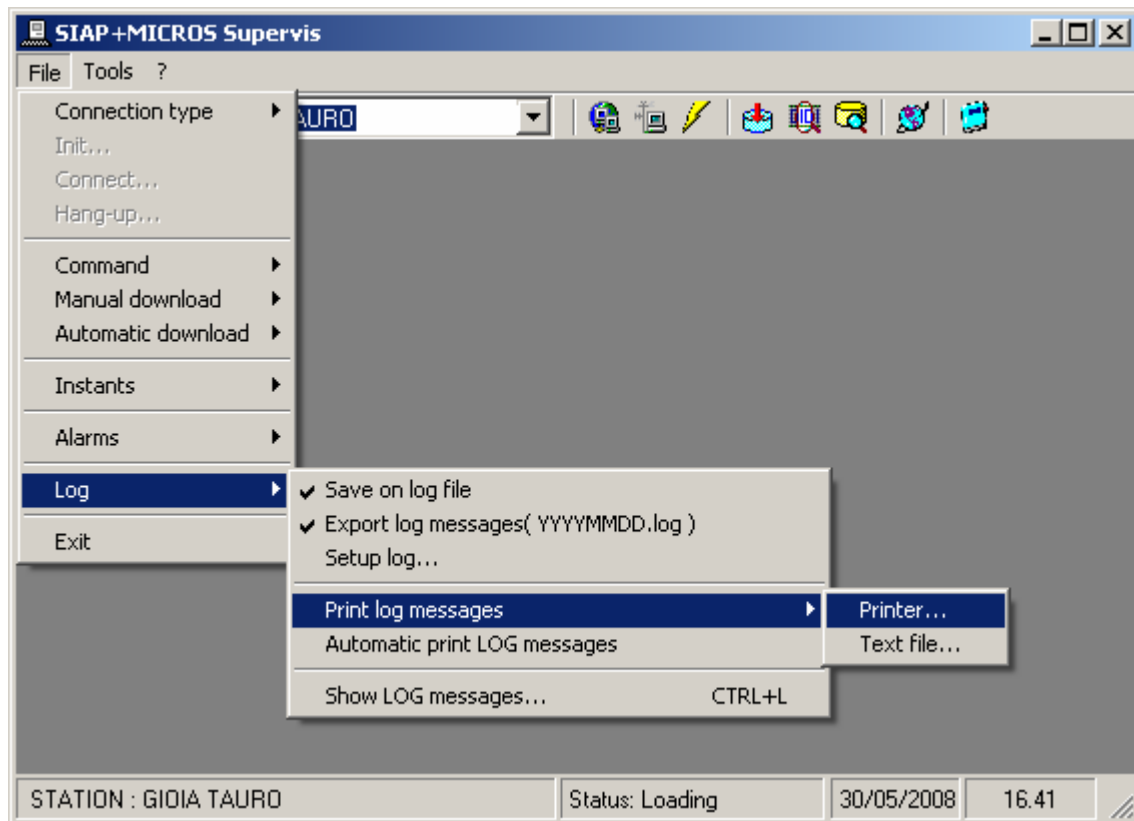 SIAP+MICROS Supervis
File Tools ?
Connection type
AURO
Init...
Connect...
Hang-up...
Command
Manual download
Automatic download
Instants
Alarms
Log
Exit
Save on log file
Export log messages( YYYYMMDD.log )
Setup log...
Print log messages
Automatic print LOG messages
Show LOG messages... CTRL+L
Printer...
Text file...
STATION : GIOIA TAURO Status: Loading 30/05/2008 16.41